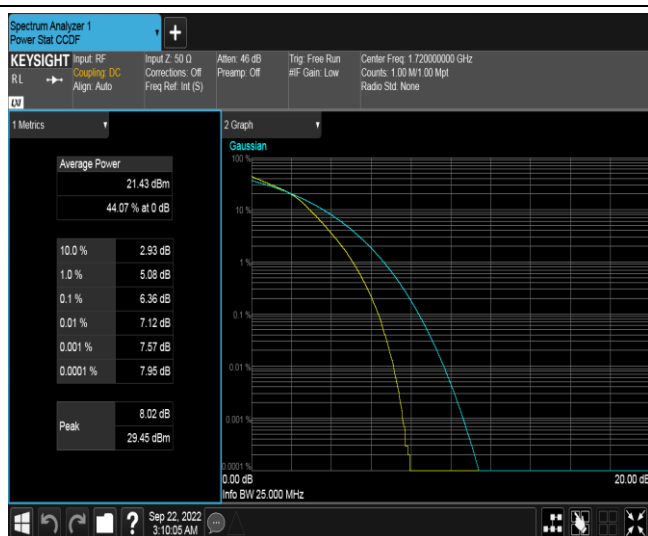 Spectrum Analyzer 1
Power Stat CCDF
+
KEYSIGHT
RL
LXI
Input: RF
Coupling: DC
Align: Auto
Input Z: 50 Ω
Corrections: Off
Freq Ref: Int (S)
Atten: 46 dB
Preamp: Off
Trig: Free Run
#IF Gain: Low
Center Freq: 1.720000000 GHz
Counts: 1.00 M/1.00 Mpt
Radio Std: None
1 Metrics
Average Power
21.43 dBm
44.07 % at 0 dB
10.0 % 2.93 dB
1.0 % 5.08 dB
0.1 % 6.36 dB
0.01 % 7.12 dB
0.001 % 7.57 dB
0.0001 % 7.95 dB
Peak
8.02 dB
29.45 dBm
2 Graph
Gaussian
100 %
10 %
1 %
0.1 %
0.01 %
0.001 %
0.0001 %
0.00 dB
20.00 dB
Info BW 25.000 MHz
?
Sep 22, 2022
3:10:05 AM